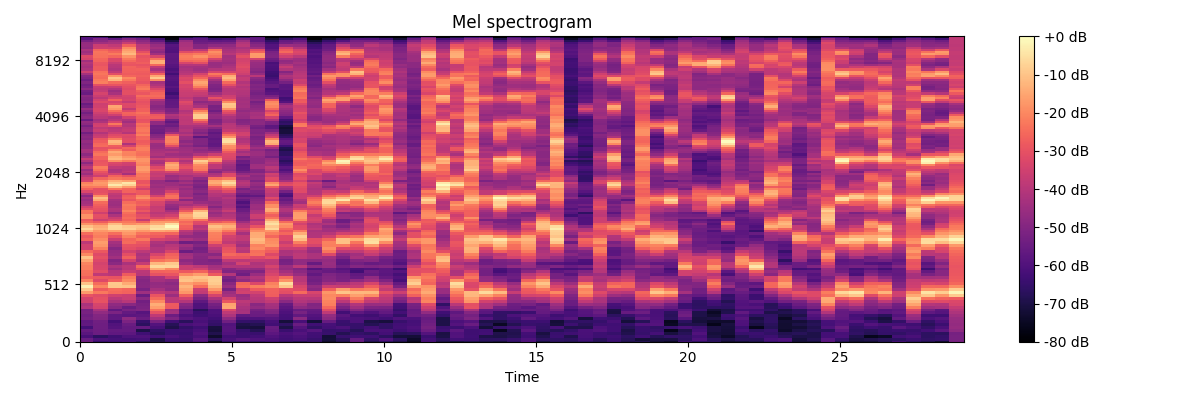 Mel spectrogram
Hz
8192
4096
2048
1024
512
0
0 5 10 15 20 25
Time
+0 dB
-10 dB
-20 dB
-30 dB
-40 dB
-50 dB
-60 dB
-70 dB
-80 dB